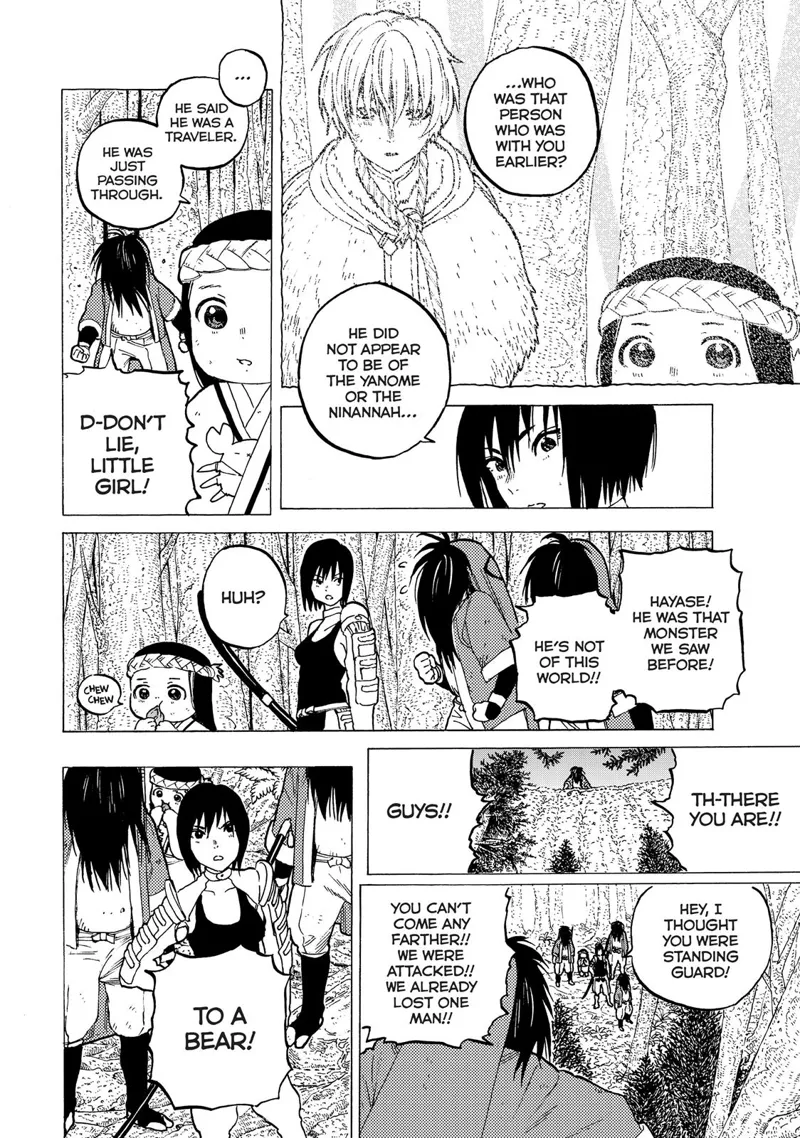 ...WHO
WAS THAT
PERSON
WHO WAS
WITH YOU
EARLIER?
HE DID
NOT APPEAR
TO BE OF
THE YANOME
OR THE
NINANNAH...
...
HE SAID
HE WAS A
TRAVELER.
HE WAS
JUST
PASSING
THROUGH.
D-DON'T
LIE,
LITTLE
GIRL!
HAYASE!
HE WAS THAT
MONSTER
WE SAW
BEFORE!
HE'S NOT
OF THIS
WORLD!!
HUH?
CHEW
CHEW
TH-THERE
YOU ARE!!
GUYS!!
HEY, I
THOUGHT
YOU WERE
STANDING
GUARD!
YOU CAN'T
COME ANY
FARTHER!!
WE WERE
ATTACKED!!
WE ALREADY
LOST ONE
MAN!!
TO A
BEAR!